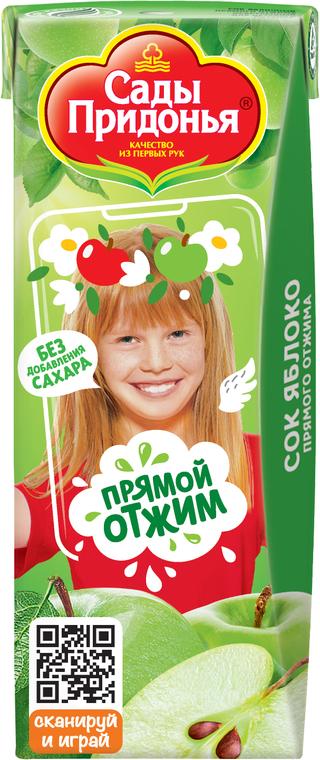 Сады
Придонья®
КАЧЕСТВО
ИЗ ПЕРВЫХ РУК
БЕЗ
ДОБАВЛЕНИЯ
САХАРА
ПРЯМОЙ
ОТЖИМ
СОК ЯБЛОКО
ПРЯМОГО ОТЖИМА
сканируй
и играй